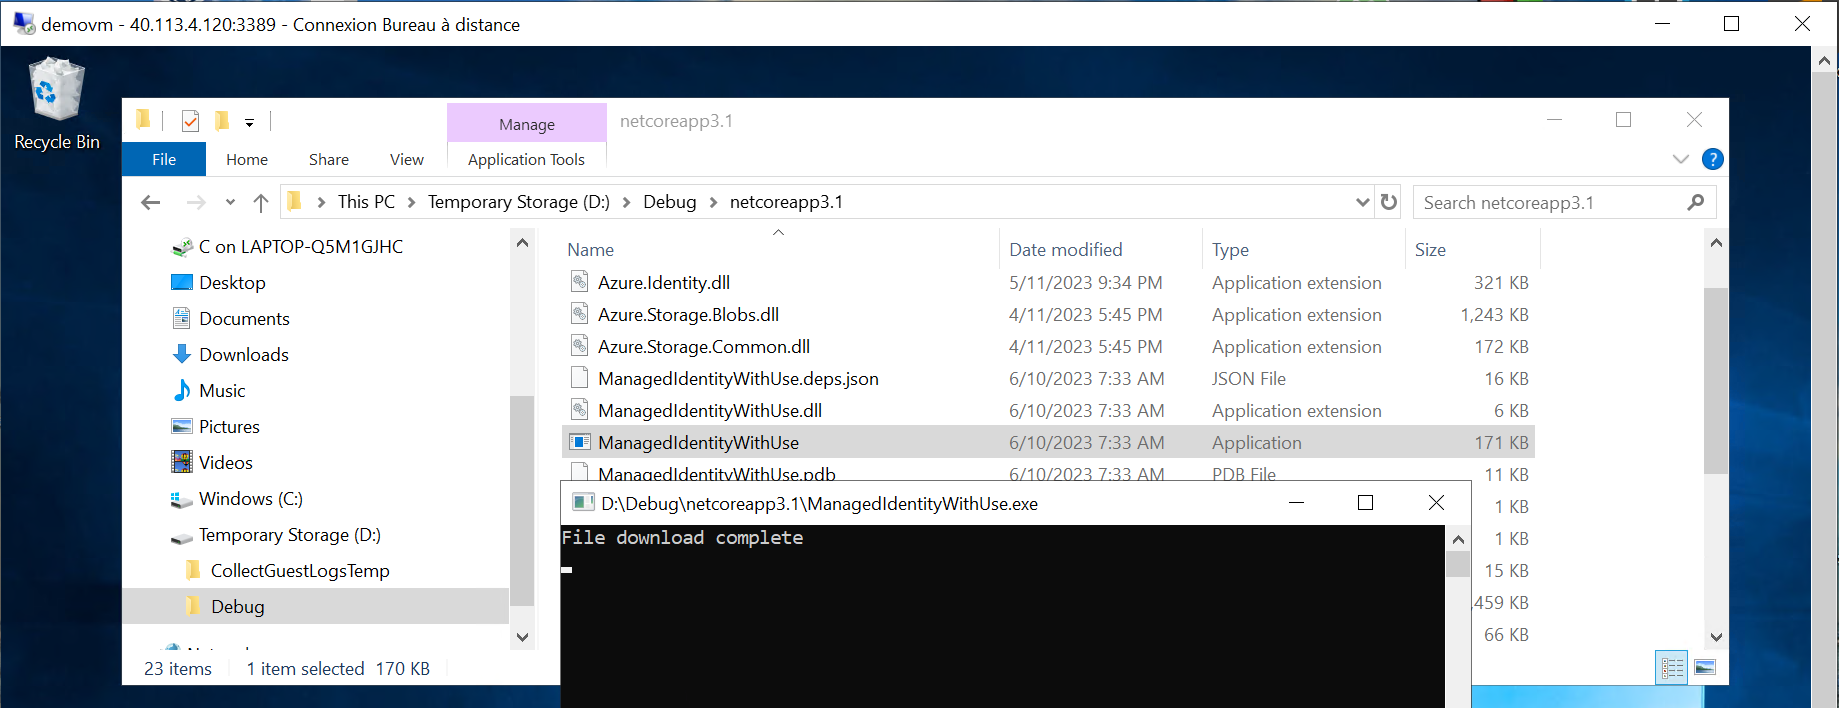 demovm - 40.113.4.120:3389 - Connexion Bureau à distance
Recycle Bin
Manage
netcoreapp3.1
File Home Share View Application Tools
This PC > Temporary Storage (D:) > Debug > netcoreapp3.1
Search netcoreapp3.1
C on LAPTOP-Q5M1GJHC
Desktop
Documents
Downloads
Music
Pictures
Videos
Windows (C:)
Temporary Storage (D:)
CollectGuestLogsTemp
Debug
Name Date modified Type Size
Azure.Identity.dll 5/11/2023 9:34 PM Application extension 321 KB
Azure.Storage.Blobs.dll 4/11/2023 5:45 PM Application extension 1,243 KB
Azure.Storage.Common.dll 4/11/2023 5:45 PM Application extension 172 KB
ManagedIdentityWithUse.deps.json 6/10/2023 7:33 AM JSON File 16 KB
ManagedIdentityWithUse.dll 6/10/2023 7:33 AM Application extension 6 KB
ManagedIdentityWithUse 6/10/2023 7:33 AM Application 171 KB
ManagedIdentityWithUse.pdb 6/10/2023 7:33 AM PDB File 11 KB
1 KB
1 KB
15 KB
,459 KB
66 KB
D:\Debug\netcoreapp3.1\ManagedIdentityWithUse.exe
File download complete
23 items 1 item selected 170 KB